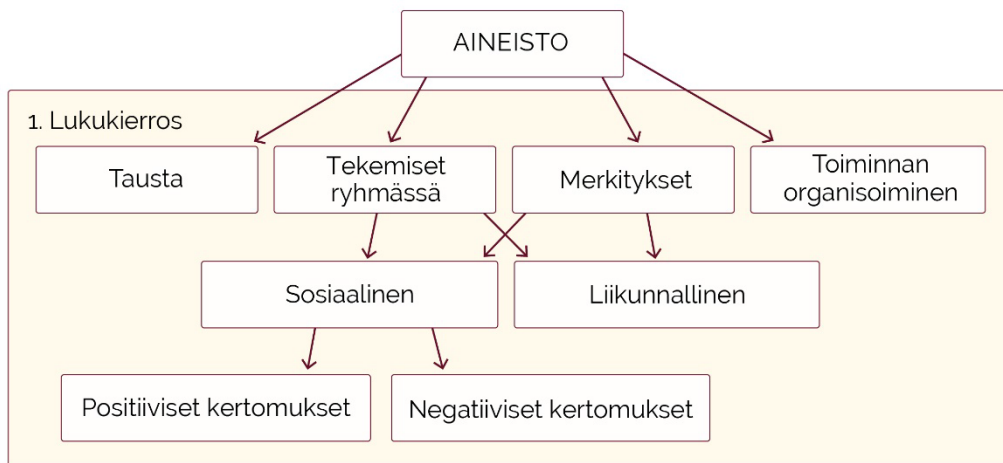 AINEISTO
1. Lukukierros
Tausta
Tekemiset
ryhmässä
Merkitykset
Toiminnan
organisoiminen
Sosiaalinen
Liikunnallinen
Positiiviset kertomukset
Negatiiviset kertomukset